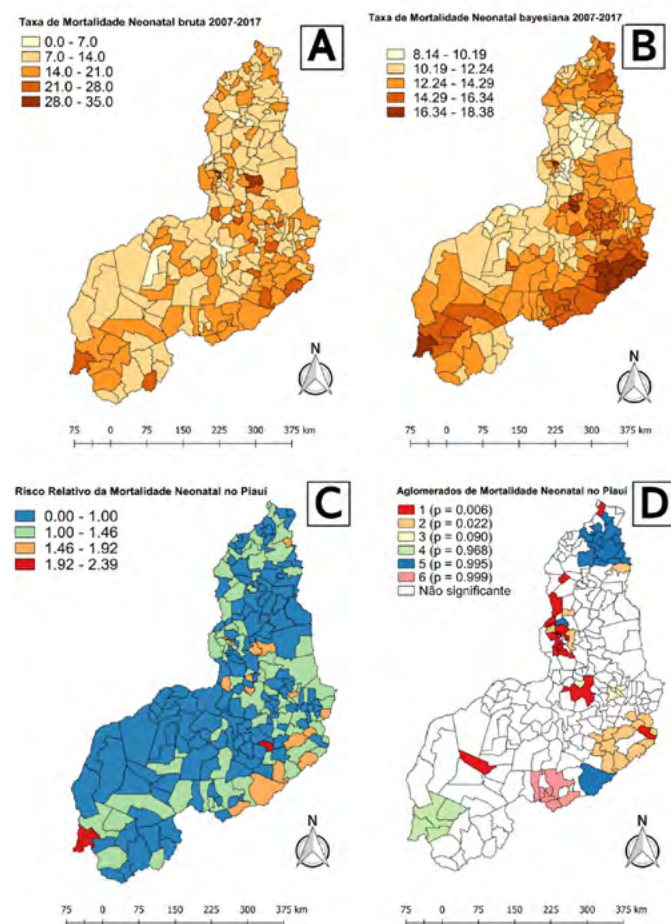 Taxa de Mortalidade Neonatal bruta 2007-2017
A
0.0 - 7.0
7.0 - 14.0
14.0 - 21.0
21.0 - 28.0
28.0 - 35.0
N
75 0 75 150 225 300 375 km
Taxa de Mortalidade Neonatal bayesiana 2007-2017
B
8.14 - 10.19
10.19 - 12.24
12.24 - 14.29
14.29 - 16.34
16.34 - 18.38
N
75 0 75 150 225 300 375 km
Risco Relativo da Mortalidade Neonatal no Piauí
C
0.00 - 1.00
1.00 - 1.46
1.46 - 1.92
1.92 - 2.39
N
75 0 75 150 225 300 375 km
Aglomerados de Mortalidade Neonatal no Piauí
D
1 (p = 0.006)
2 (p = 0.022)
3 (p = 0.090)
4 (p = 0.968)
5 (p = 0.995)
6 (p = 0.999)
Não significante
N
75 0 75 150 225 300 375 km